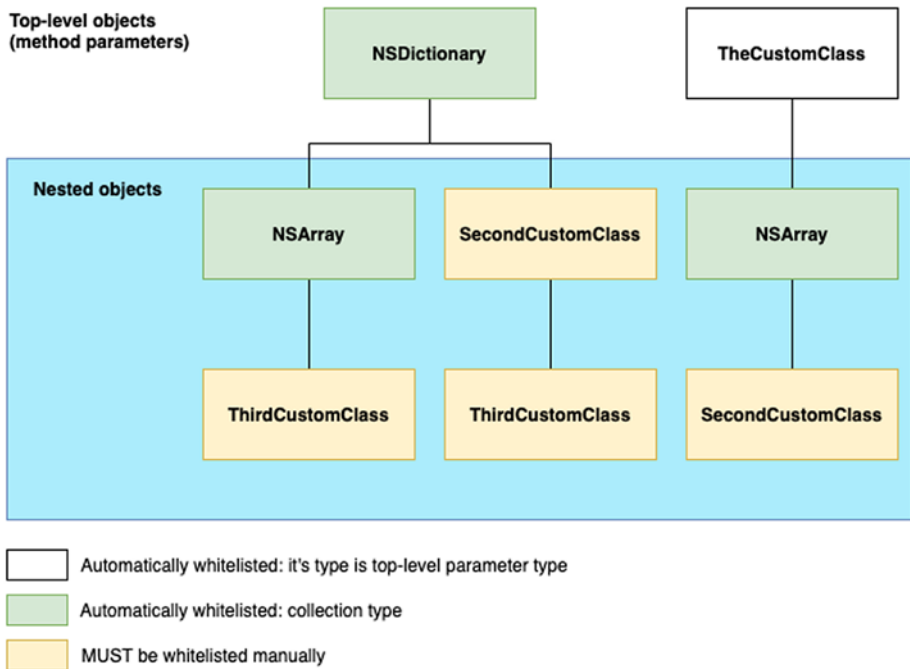 Top-level objects
(method parameters)
NSDictionary
TheCustomClass
Nested objects
NSArray
SecondCustomClass
NSArray
ThirdCustomClass
ThirdCustomClass
SecondCustomClass
Automatically whitelisted: it's type is top-level parameter type
Automatically whitelisted: collection type
MUST be whitelisted manually